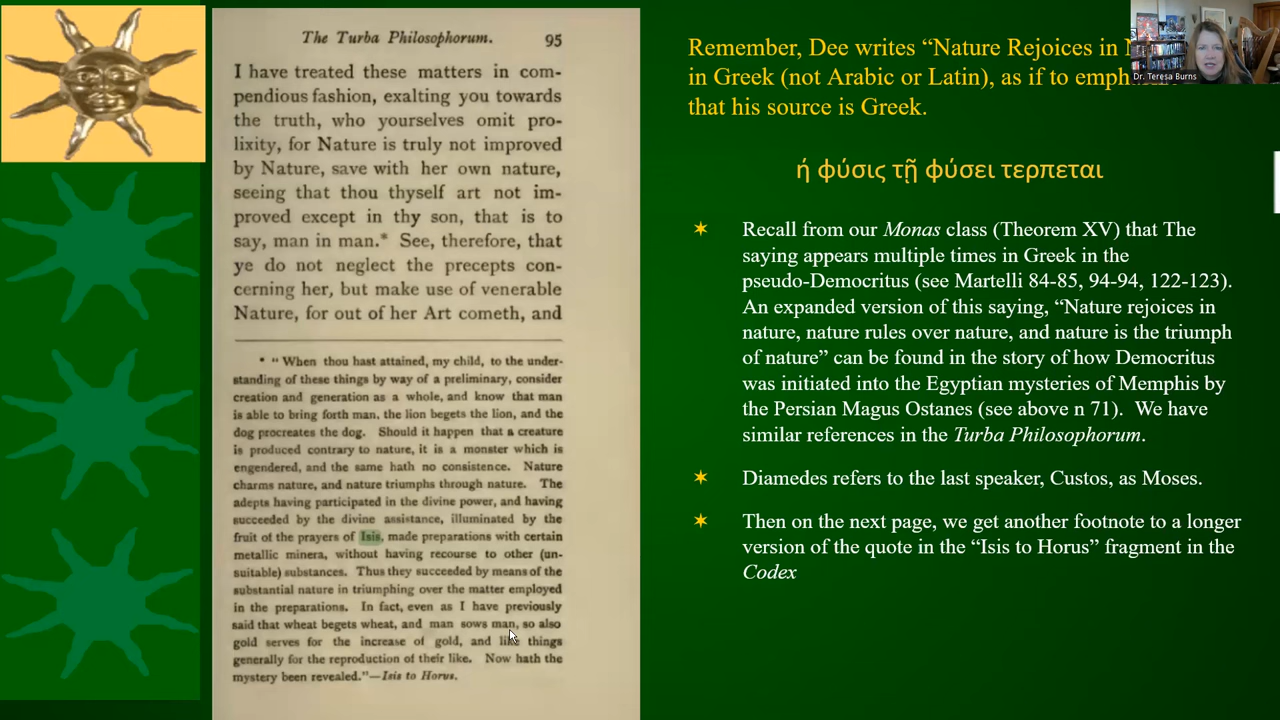 The Turba Philosophorum. 95
I have treated these matters in com-
pendious fashion, exalting you towards
the truth, who yourselves omit pro-
lixity, for Nature is truly not improved
by Nature, save with her own nature,
seeing that thou thyself art not im-
proved except in thy son, that is to
say, man in man.* See, therefore, that
ye do not neglect the precepts con-
cerning her, but make use of venerable
Nature, for out of her Art cometh, and
* "When thou hast attained, my child, to the under-
standing of these things by way of a preliminary, consider
creation and generation as a whole, and know that man
is able to bring forth man, the lion begets the lion, and the
dog procreates the dog. Should it happen that a creature
is produced contrary to nature, it is a monster which is
engendered, and the same hath no consistence. Nature
charms nature, and nature triumphs through nature. The
adepts having participated in the divine power, and having
succeeded by the divine assistance, illuminated by the
fruit of the prayers of Isis, made preparations with certain
metallic minera, without having recourse to other (un-
suitable) substances. Thus they succeeded by means of the
substantial nature in triumphing over the matter employed
in the preparations. In fact, even as I have previously
said that wheat begets wheat, and man sows man, so also
gold serves for the increase of gold, and like things
generally for the reproduction of their like. Now hath the
mystery been revealed."—Isis to Horus.
Remember, Dee writes “Nature Rejoices in
in Greek (not Arabic or Latin), as if to
that his source is Greek.
ἡ φύσις τῇ φύσει τερπεται
Recall from our Monas class (Theorem XV) that The
saying appears multiple times in Greek in the
pseudo-Democritus (see Martelli 84-85, 94-94, 122-123).
An expanded version of this saying, “Nature rejoices in
nature, nature rules over nature, and nature is the triumph
of nature” can be found in the story of how Democritus
was initiated into the Egyptian mysteries of Memphis by
the Persian Magus Ostanes (see above n 71). We have
similar references in the Turba Philosophorum.
Diamedes refers to the last speaker, Custos, as Moses.
Then on the next page, we get another footnote to a longer
version of the quote in the “Isis to Horus” fragment in the
Codex
Dr. Teresa Burns